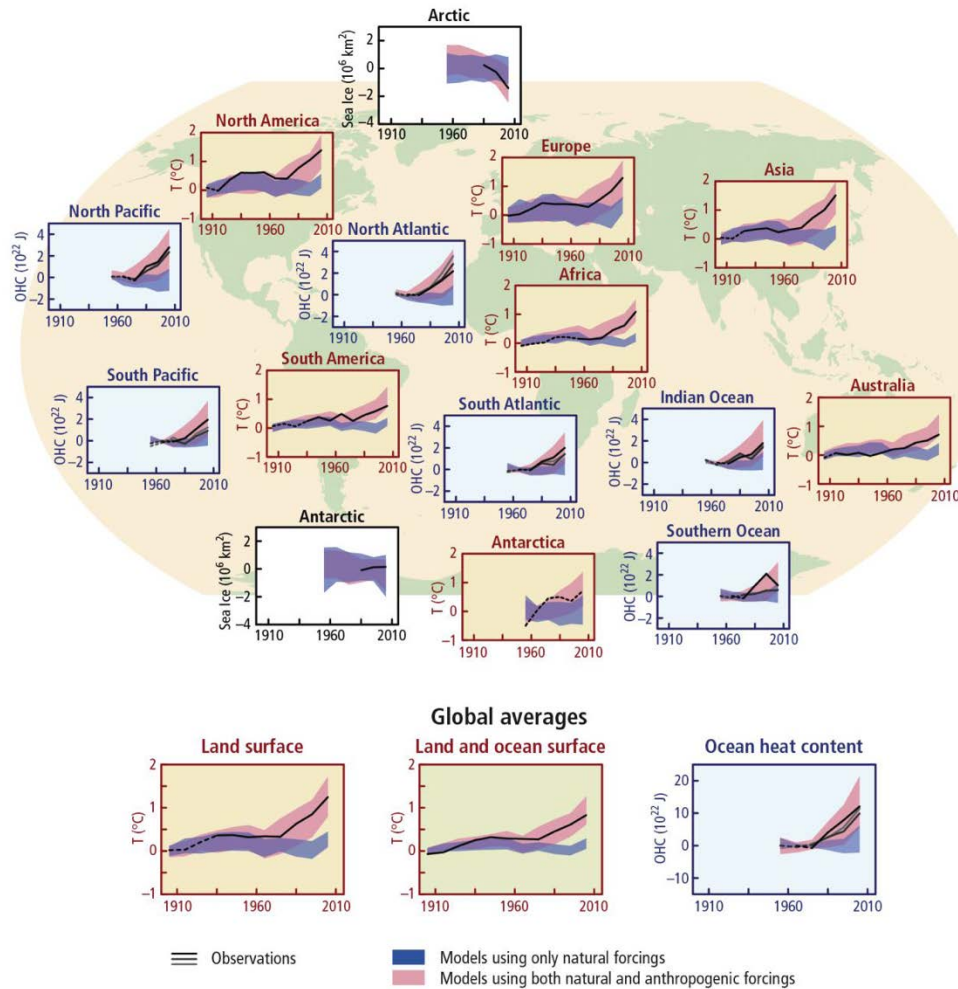 Arctic
Sea Ice (10⁶ km²)
2
0
−2
−4
1910 1960 2010
North America
T (°C)
2
1
0
−1
1910 1960 2010
Europe
T (°C)
2
1
0
−1
1910 1960 2010
Asia
T (°C)
2
1
0
−1
1910 1960 2010
North Pacific
OHC (10²² J)
4
2
0
−2
1910 1960 2010
North Atlantic
OHC (10²² J)
4
2
0
−2
1910 1960 2010
Africa
T (°C)
2
1
0
−1
1910 1960 2010
South Pacific
OHC (10²² J)
4
2
0
−2
1910 1960 2010
South America
T (°C)
2
1
0
−1
1910 1960 2010
South Atlantic
OHC (10²² J)
4
2
0
−2
1910 1960 2010
Indian Ocean
OHC (10²² J)
4
2
0
−2
1910 1960 2010
Australia
T (°C)
2
1
0
−1
1910 1960 2010
Antarctic
Sea Ice (10⁶ km²)
2
0
−2
−4
1910 1960 2010
Antarctica
T (°C)
2
1
0
−1
1910 1960 2010
Southern Ocean
OHC (10²² J)
4
2
0
−2
1910 1960 2010
Global averages
Land surface
T (°C)
2
1
0
−1
1910 1960 2010
Land and ocean surface
T (°C)
2
1
0
−1
1910 1960 2010
Ocean heat content
OHC (10²² J)
20
10
0
−10
1910 1960 2010
Observations
Models using only natural forcings
Models using both natural and anthropogenic forcings